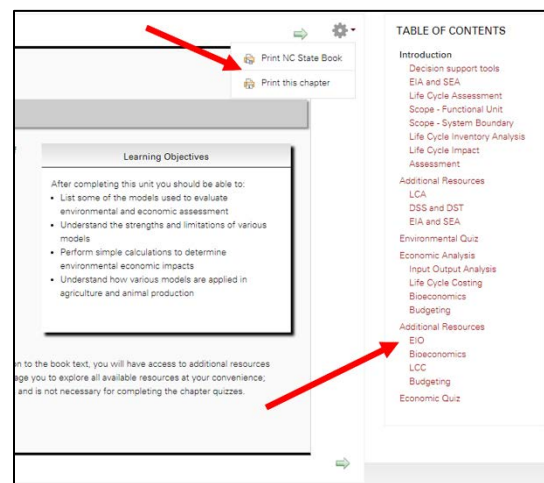 Print NC State Book
Print this chapter
Learning Objectives
After completing this unit you should be able to:
• List some of the models used to evaluate
environmental and economic assessment
• Understand the strengths and limitations of various
models
• Perform simple calculations to determine
environmental economic impacts
• Understand how various models are applied in
agriculture and animal production
on to the book text, you will have access to additional resources
age you to explore all available resources at your convenience;
and is not necessary for completing the chapter quizzes.
TABLE OF CONTENTS
Introduction
Decision support tools
EIA and SEA
Life Cycle Assessment
Scope - Functional Unit
Scope - System Boundary
Life Cycle Inventory Analysis
Life Cycle Impact
Assessment
Additional Resources
LCA
DSS and DST
EIA and SEA
Environmental Quiz
Economic Analysis
Input Output Analysis
Life Cycle Costing
Bioeconomics
Budgeting
Additional Resources
EIO
Bioeconomics
LCC
Budgeting
Economic Quiz